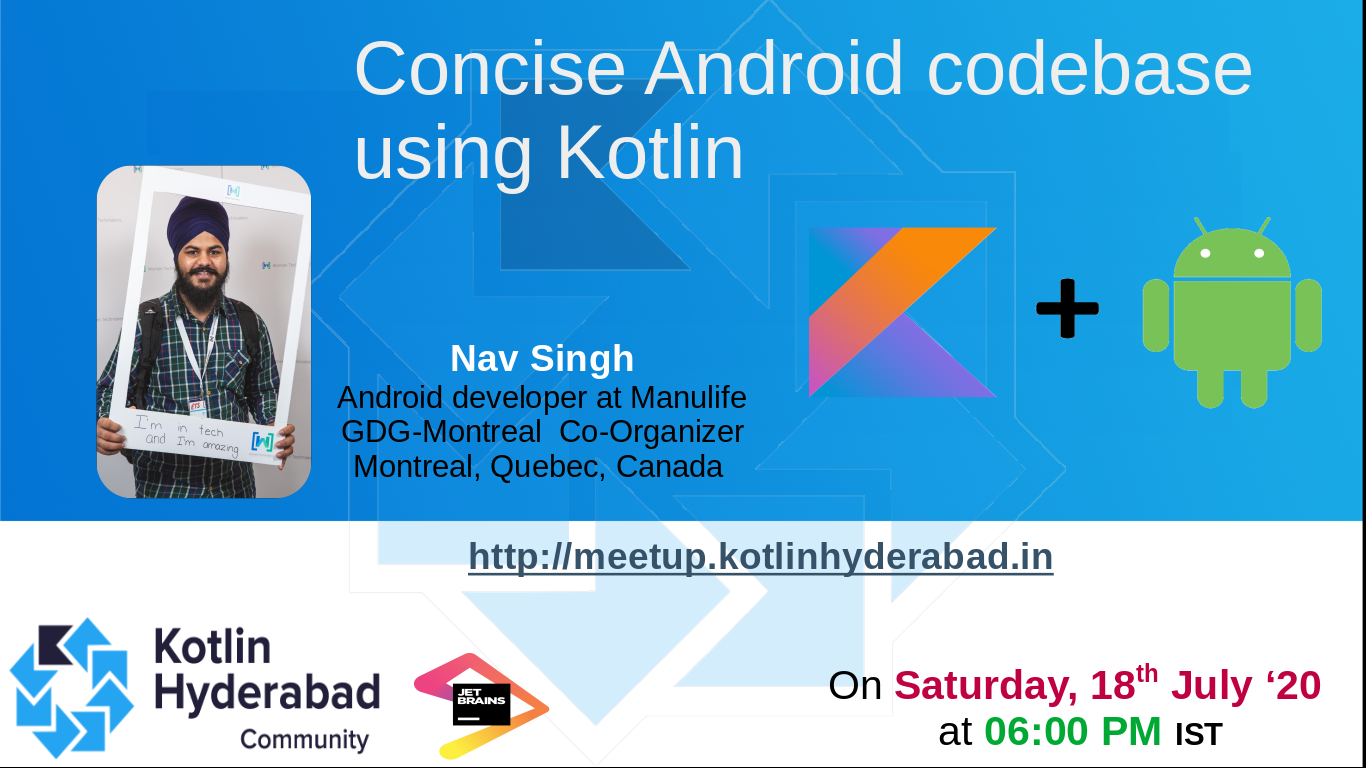 Concise Android codebase
using Kotlin
Nav Singh
Android developer at Manulife
GDG-Montreal  Co-Organizer
Montreal, Quebec, Canada
I'm in tech
and I'm amazing
http://meetup.kotlinhyderabad.in
Kotlin
Hyderabad
Community
JET
BRAINS
On Saturday, 18th July ‘20
at 06:00 PM IST